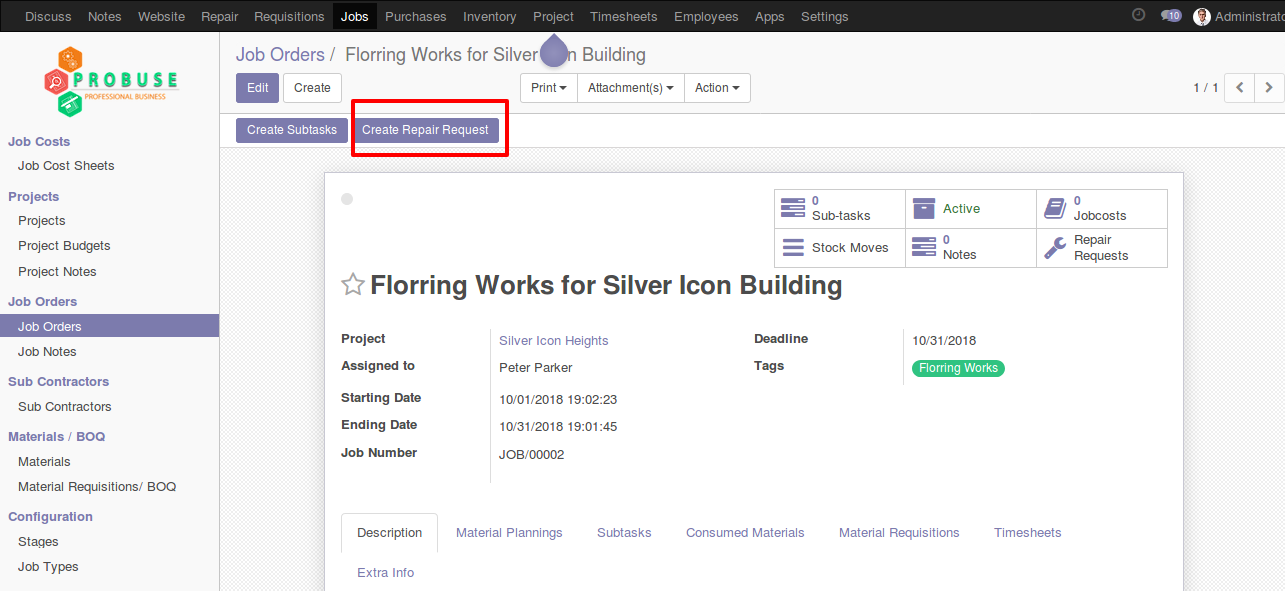 Discuss Notes Website Repair Requisitions Jobs Purchases Inventory Project Timesheets Employees Apps Settings 10 Administrato
PROBUSE
PROFESSIONAL BUSINESS
Job Costs
Job Cost Sheets
Projects
Projects
Project Budgets
Project Notes
Job Orders
Job Orders
Job Notes
Sub Contractors
Sub Contractors
Materials / BOQ
Materials
Material Requisitions/ BOQ
Configuration
Stages
Job Types
Job Orders / Florring Works for Silver n Building
Edit Create Print Attachment(s) Action 1 / 1
Create Subtasks Create Repair Request
0
Sub-tasks
Active
0
Jobcosts
Stock Moves
0
Notes
Repair
Requests
Florring Works for Silver Icon Building
Project Silver Icon Heights
Assigned to Peter Parker
Starting Date 10/01/2018 19:02:23
Ending Date 10/31/2018 19:01:45
Job Number JOB/00002
Deadline 10/31/2018
Tags Florring Works
Description Material Plannings Subtasks Consumed Materials Material Requisitions Timesheets
Extra Info